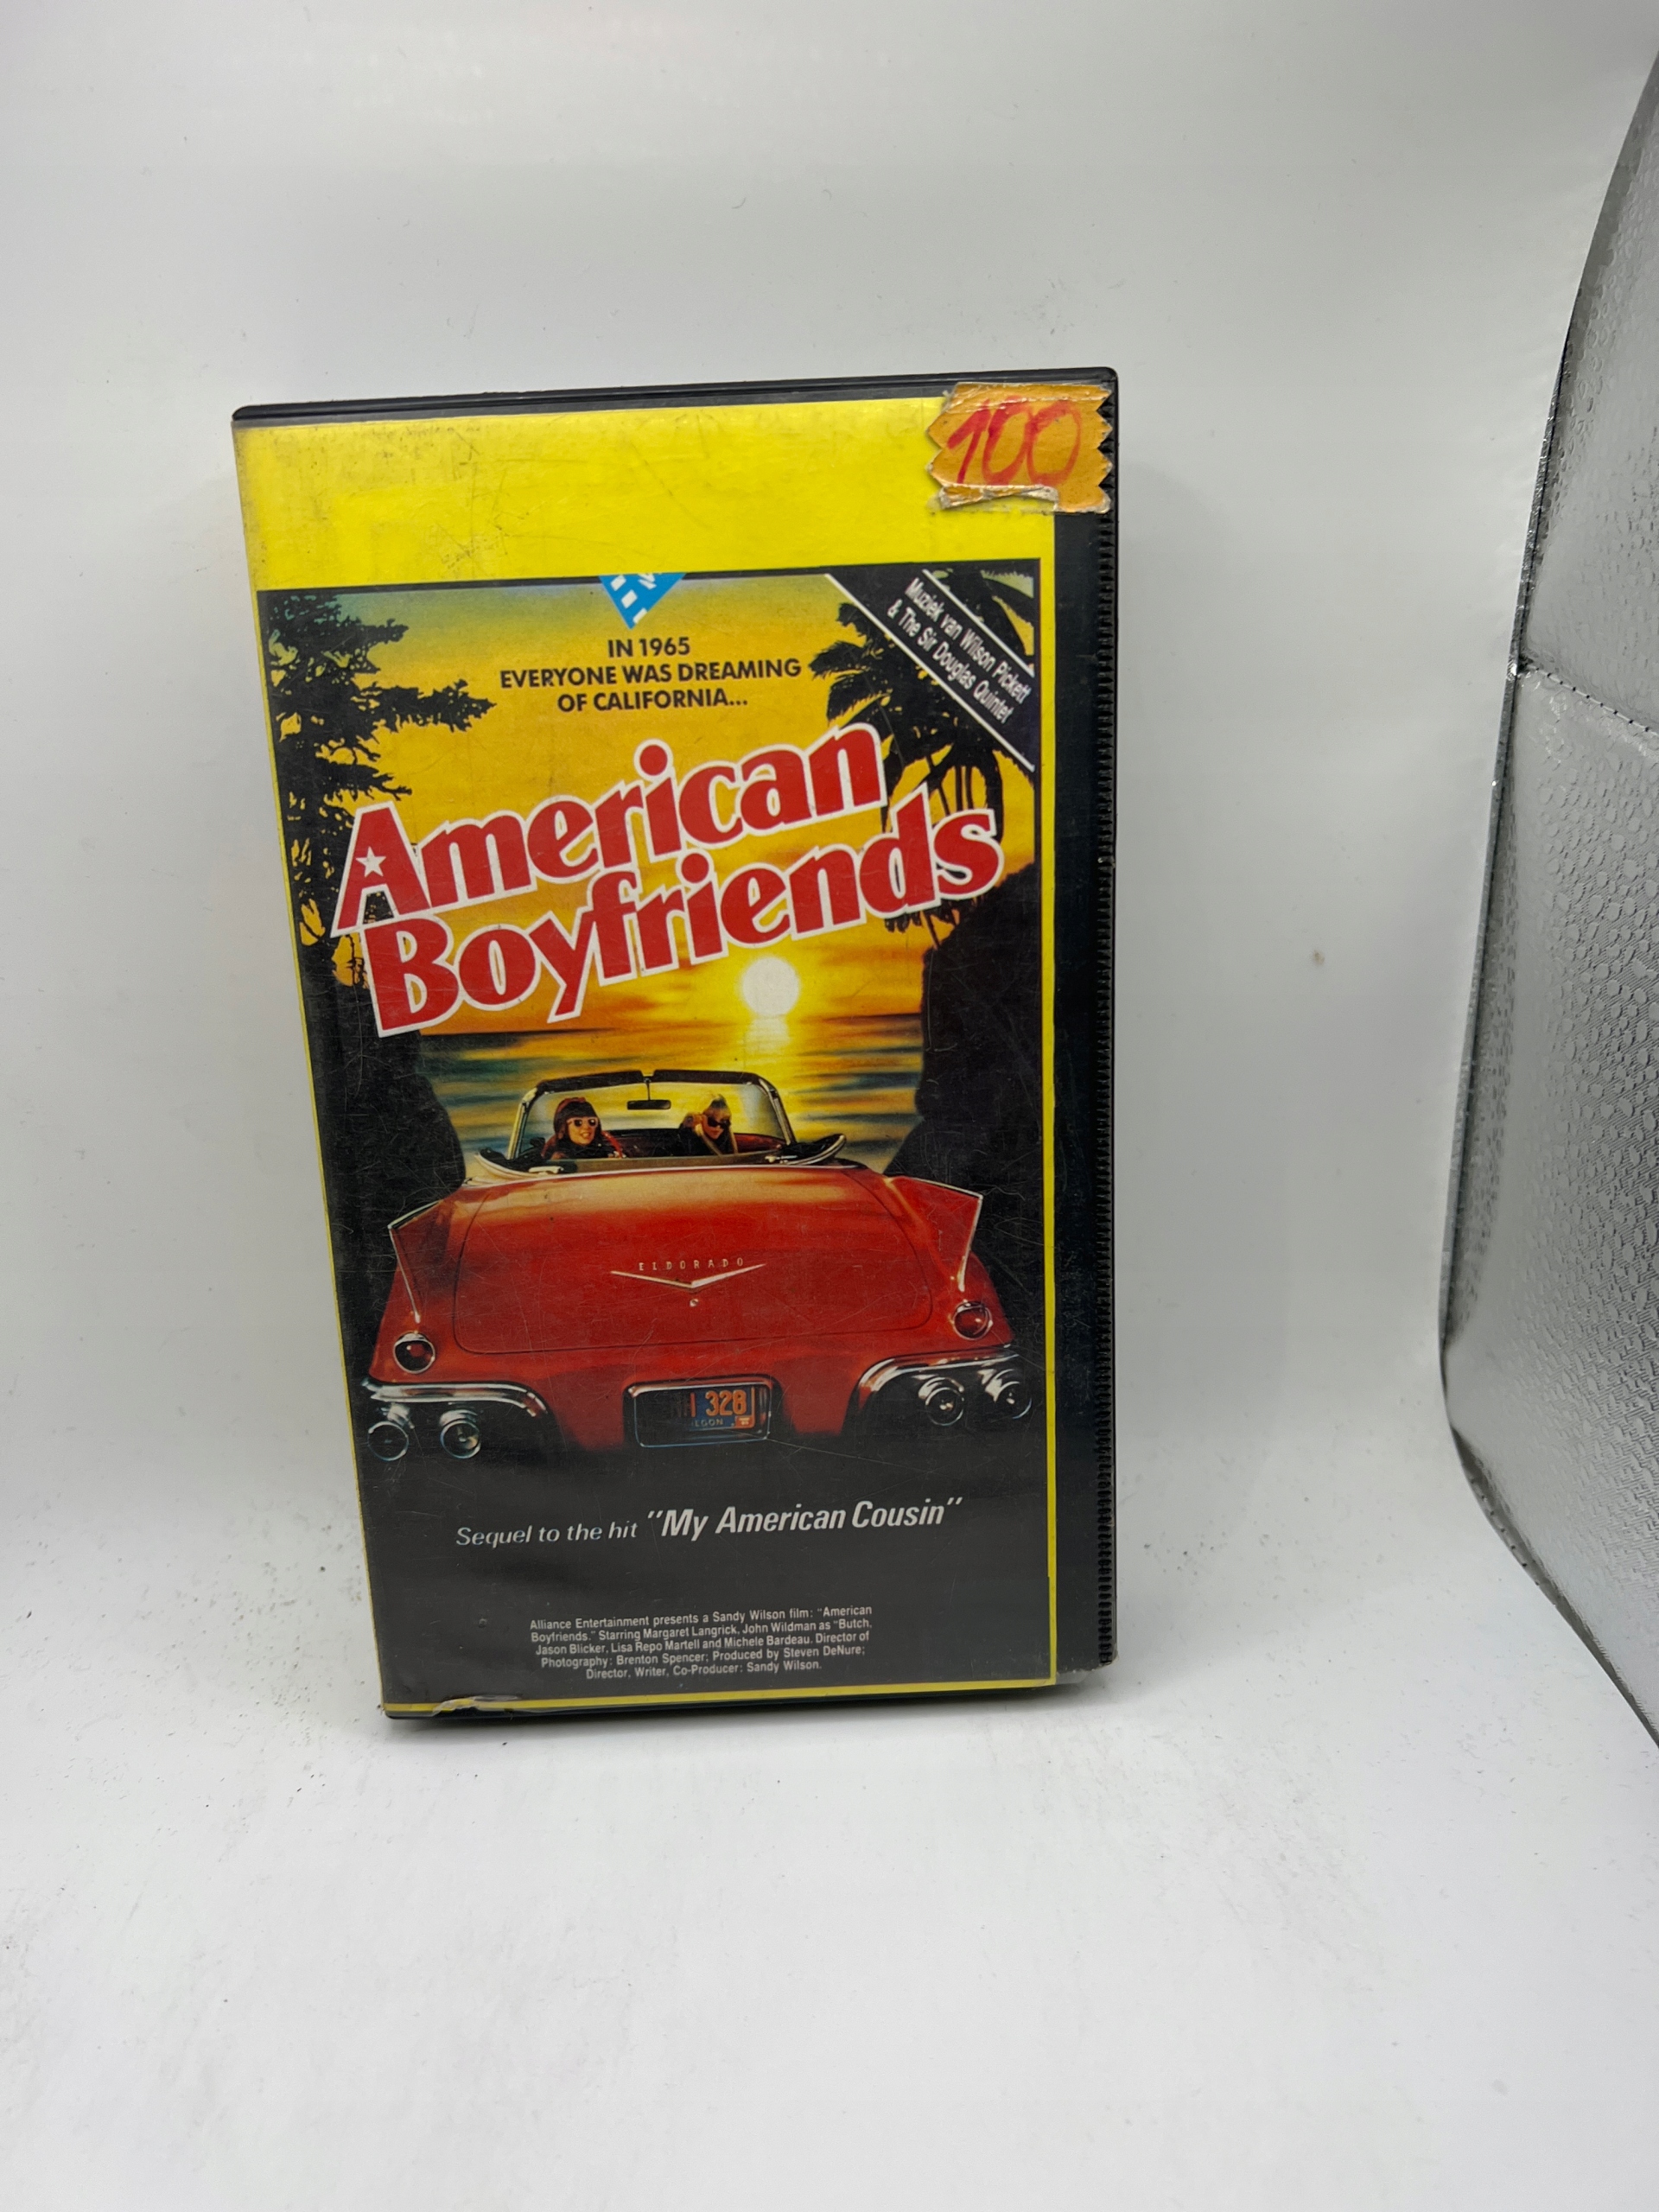 100
IN 1965
EVERYONE WAS DREAMING
OF CALIFORNIA...
Muziek van Wilson Pickett
& The Sir Douglas Quintet
American
Boyfriends
ELDORADO
328
Sequel to the hit "My American Cousin"
Alliance Entertainment presents a Sandy Wilson film: "American
Boyfriends." Starring Margaret Langrick, John Wildman as "Butch,
Jason Blicker, Lisa Repo Martell and Michele Bardeau. Director of
Photography: Brenton Spencer; Produced by Steven DeNure;
Director, Writer, Co-Producer: Sandy Wilson.